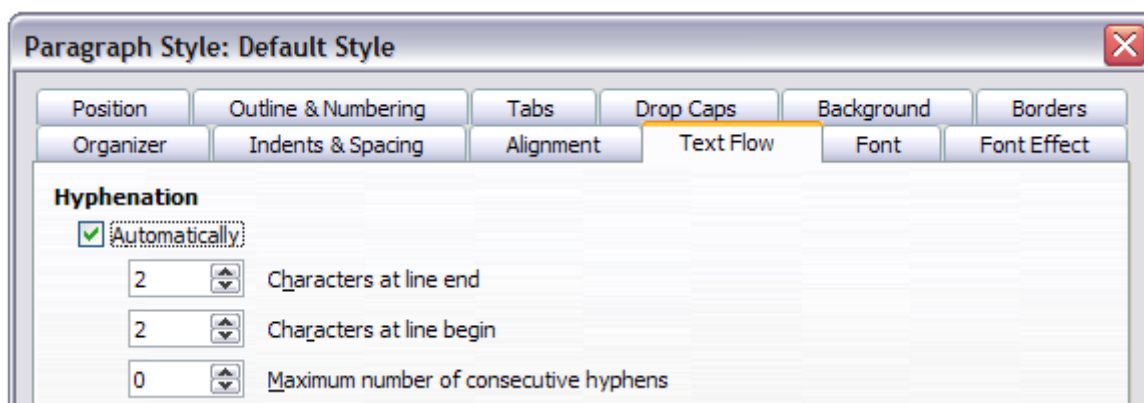 Paragraph Style: Default Style
Position Outline & Numbering Tabs Drop Caps Background Borders
Organizer Indents & Spacing Alignment Text Flow Font Font Effect
Hyphenation
Automatically
2 Characters at line end
2 Characters at line begin
0 Maximum number of consecutive hyphens